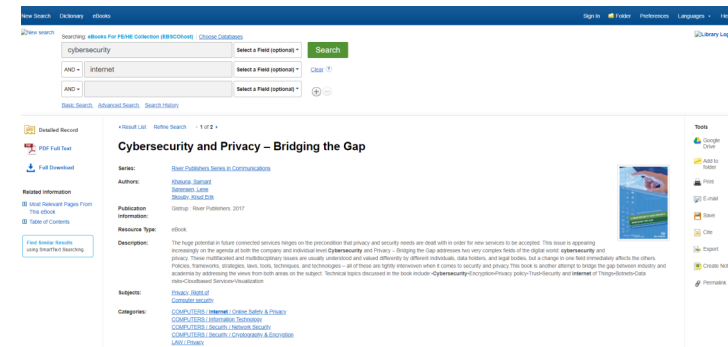 New Search Dictionary eBooks
Sign In Folder Preferences Languages
New search
Searching: eBooks For FE/HE Collection (EBSCOhost) | Choose Databases
Library Log
cybersecurity Select a Field (optional) Search
AND internet Select a Field (optional) Clear ?
AND Select a Field (optional) + −
Basic Search Advanced Search Search History
Detailed Record
PDF Full Text
Full Download
Related Information
Most Relevant Pages From
This eBook
Table of Contents
Find Similar Results
using SmartText Searching.
Result List Refine Search 1 of 2
Cybersecurity and Privacy – Bridging the Gap
Series: River Publishers Series in Communications
Authors: Khajuria, Samant
Sørensen, Lene
Skouby, Knud Erik
Publication Information: Gistrup : River Publishers. 2017
Resource Type: eBook.
Description: The huge potential in future connected services hinges on the precondition that privacy and security needs are dealt with in order for new services to be accepted. This issue is appearing
increasingly on the agenda at both the company and individual level.Cybersecurity and Privacy – Bridging the Gap addresses two very complex fields of the digital world: cybersecurity and
privacy. These multifaceted and multidisciplinary issues are usually understood and valued differently by different individuals, data holders, and legal bodies, but a change in one field immediately affects the others.
Policies, frameworks, strategies, laws, tools, techniques, and technologies – all of these are tightly interwoven when it comes to security and privacy.This book is another attempt to bridge the gap between industry and
academia by addressing the views from both areas on the subject. Technical topics discussed in the book include:•Cybersecurity•Encryption•Privacy policy•Trust•Security and Internet of Things•Botnets•Data
risks•Cloudbased Services•Visualization
Subjects: Privacy, Right of
Computer security
Categories: COMPUTERS / Internet / Online Safety & Privacy
COMPUTERS / Information Technology
COMPUTERS / Security / Network Security
COMPUTERS / Security / Cryptography & Encryption
LAW / Privacy
Tools
Google
Drive
Add to
folder
Print
E-mail
Save
Cite
Export
Create Not
Permalink